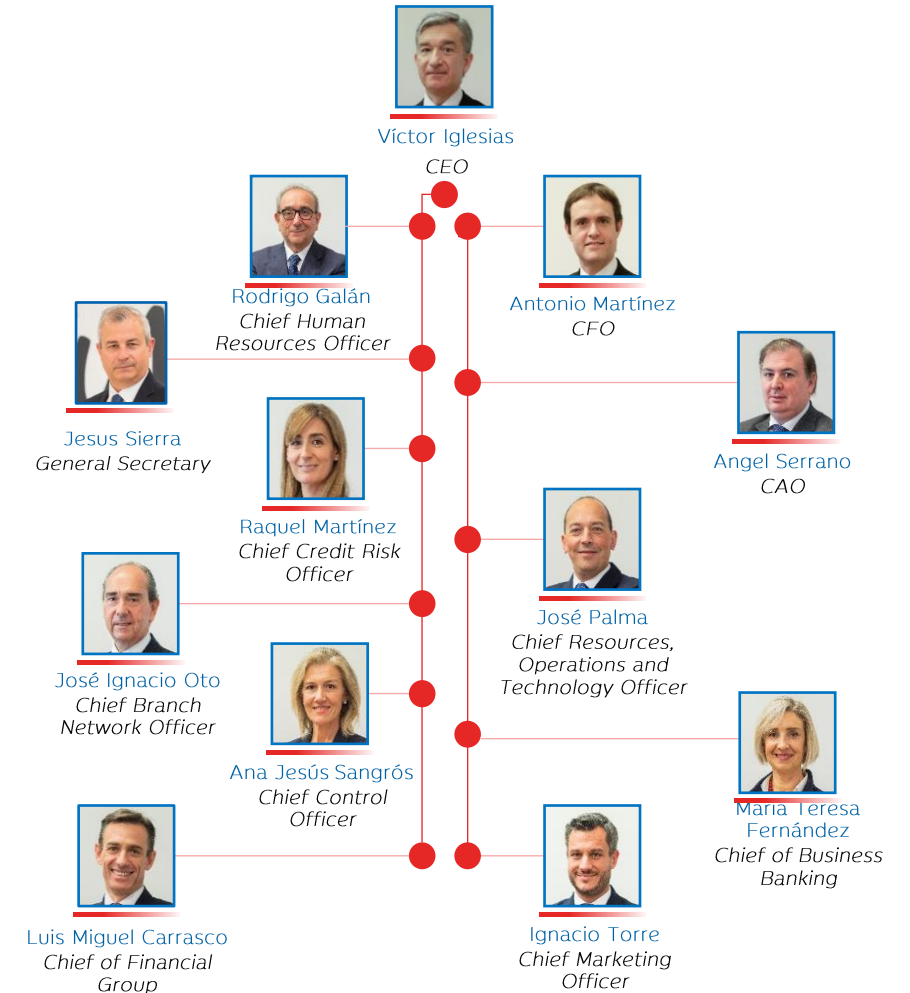 Víctor Iglesias
CEO
Rodrigo Galán
Chief Human
Resources Officer
Antonio Martínez
CFO
Jesus Sierra
General Secretary
Angel Serrano
CAO
Raquel Martínez
Chief Credit Risk
Officer
José Palma
Chief Resources,
Operations and
Technology Officer
José Ignacio Oto
Chief Branch
Network Officer
Ana Jesús Sangrós
Chief Control
Officer
María Teresa
Fernández
Chief of Business
Banking
Luis Miguel Carrasco
Chief of Financial
Group
Ignacio Torre
Chief Marketing
Officer